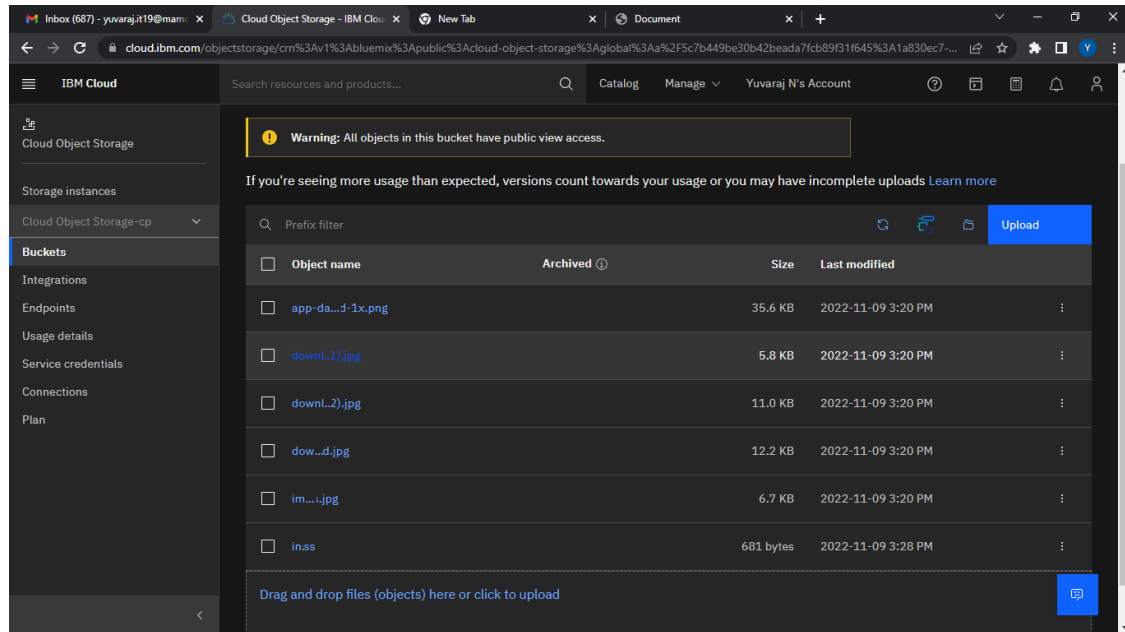 Inbox (687) - yuvaraj.it19@mamc
Cloud Object Storage - IBM Clou
New Tab
Document
cloud.ibm.com/objectstorage/crn%3Av1%3Abluemix%3Apublic%3Acloud-object-storage%3Aglobal%3Aa%2F5c7b449be30b42beada7fcb89f31f645%3A1a830ec7-...
Y
IBM Cloud
Search resources and products...
Catalog
Manage
Yuvaraj N's Account
Cloud Object Storage
Storage instances
Cloud Object Storage-cp
Buckets
Integrations
Endpoints
Usage details
Service credentials
Connections
Plan
Warning: All objects in this bucket have public view access.
If you're seeing more usage than expected, versions count towards your usage or you may have incomplete uploads Learn more
Prefix filter
Upload
Object name Archived Size Last modified
app-da...d-1x.png 35.6 KB 2022-11-09 3:20 PM
downl..1).jpg 5.8 KB 2022-11-09 3:20 PM
downl..2).jpg 11.0 KB 2022-11-09 3:20 PM
dow...d.jpg 12.2 KB 2022-11-09 3:20 PM
6.7 KB 2022-11-09 3:20 PM
681 bytes 2022-11-09 3:28 PM
Drag and drop files (objects) here or click to upload